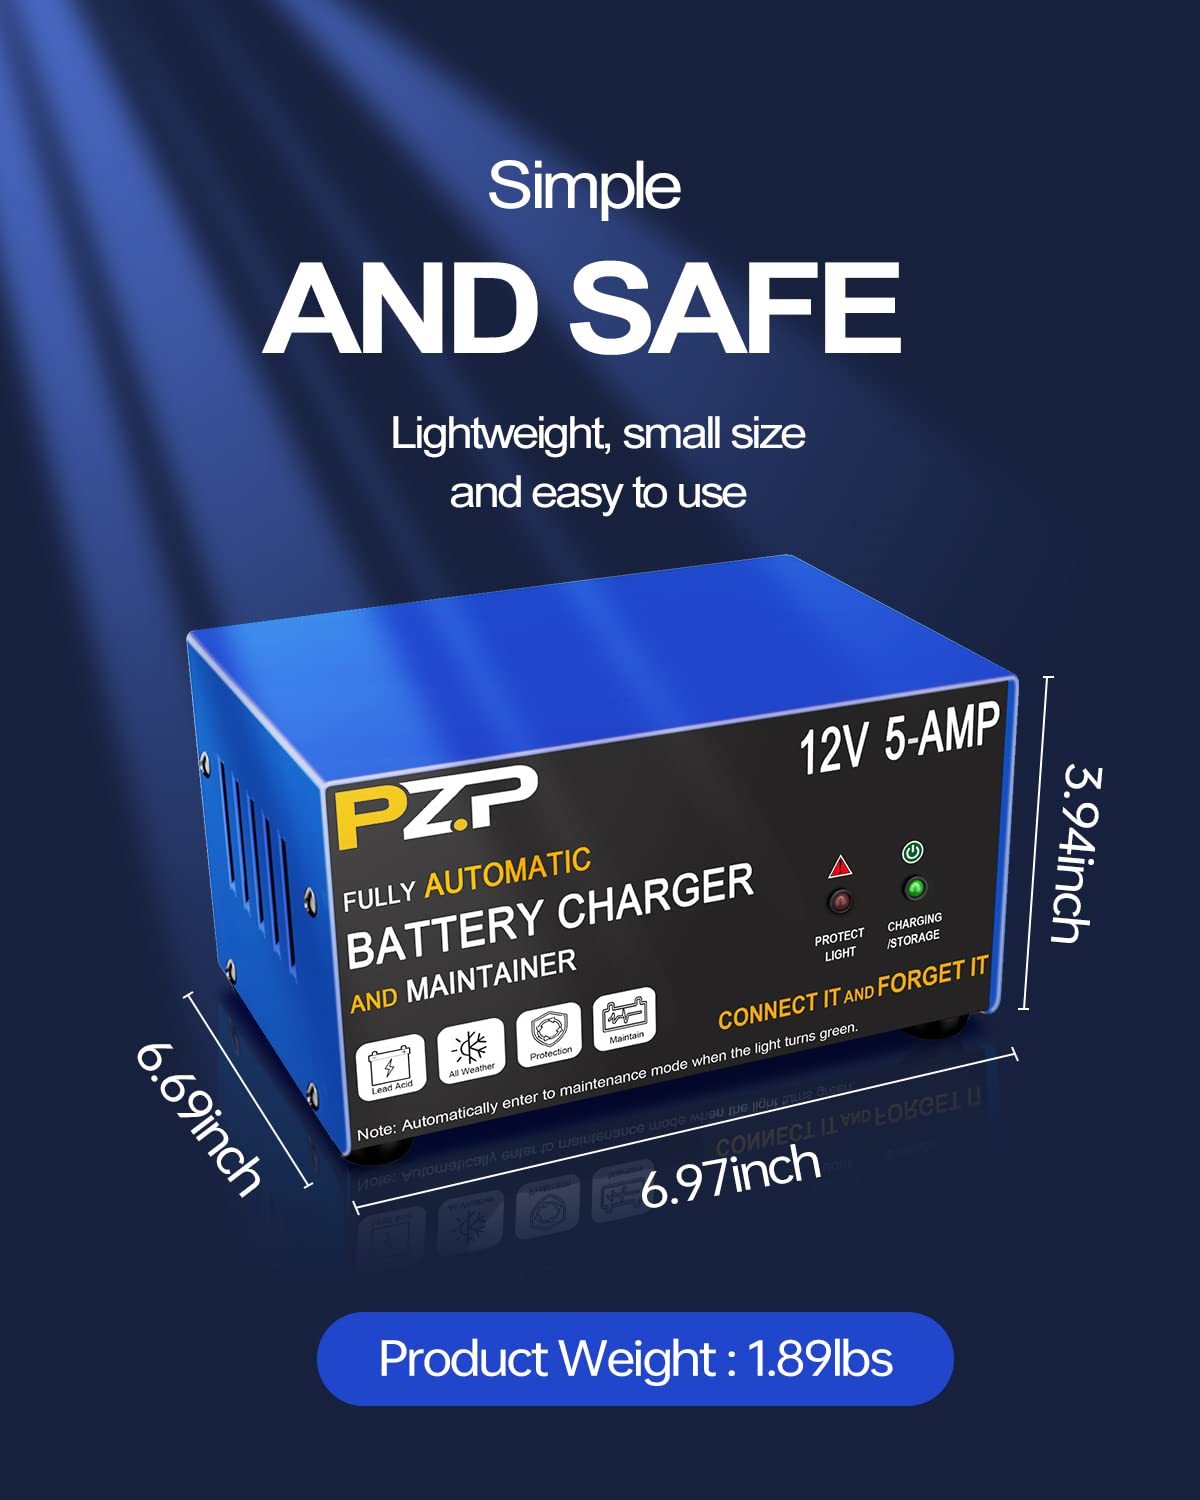 Simple
AND SAFE
Lightweight, small size
and easy to use
12V 5-AMP
PZP
FULLY AUTOMATIC
BATTERY CHARGER
AND MAINTAINER
PROTECT
LIGHT
CHARGING
/STORAGE
CONNECT IT AND FORGET IT
Lead Acid
All Weather
Protection
Maintain
Note: Automatically enter to maintenance mode when the light turns green.
3.94inch
6.69inch
6.97inch
Product Weight : 1.89lbs